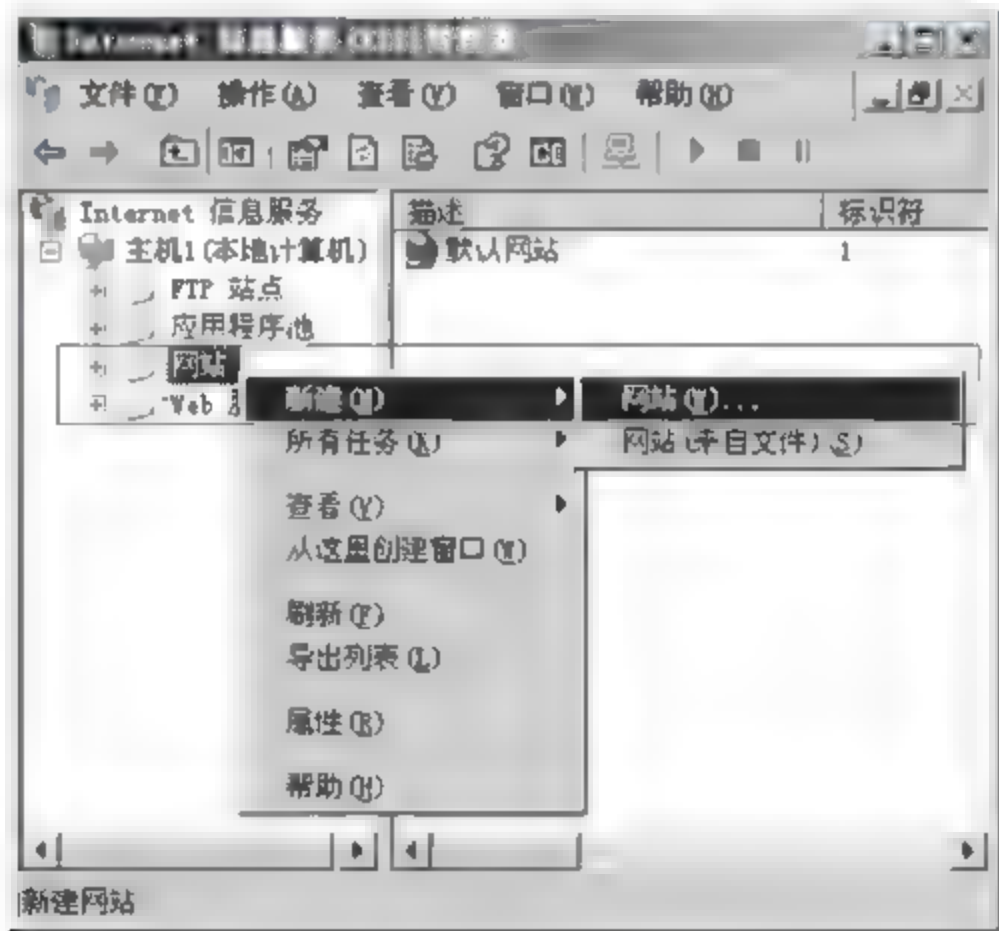 Internet 信息服务(IIS)管理器
文件(F) 操作(A) 查看(V) 窗口(W) 帮助(H)
Internet 信息服务
描述 标识符
主机1(本地计算机)
默认网站 1
FTP 站点
应用程序池
网站
Web
新建(N) 网站(W)...
所有任务(K) 网站(来自文件)(S)
查看(V)
从这里创建窗口(W)
刷新(F)
导出列表(L)
属性(R)
帮助(H)
新建网站